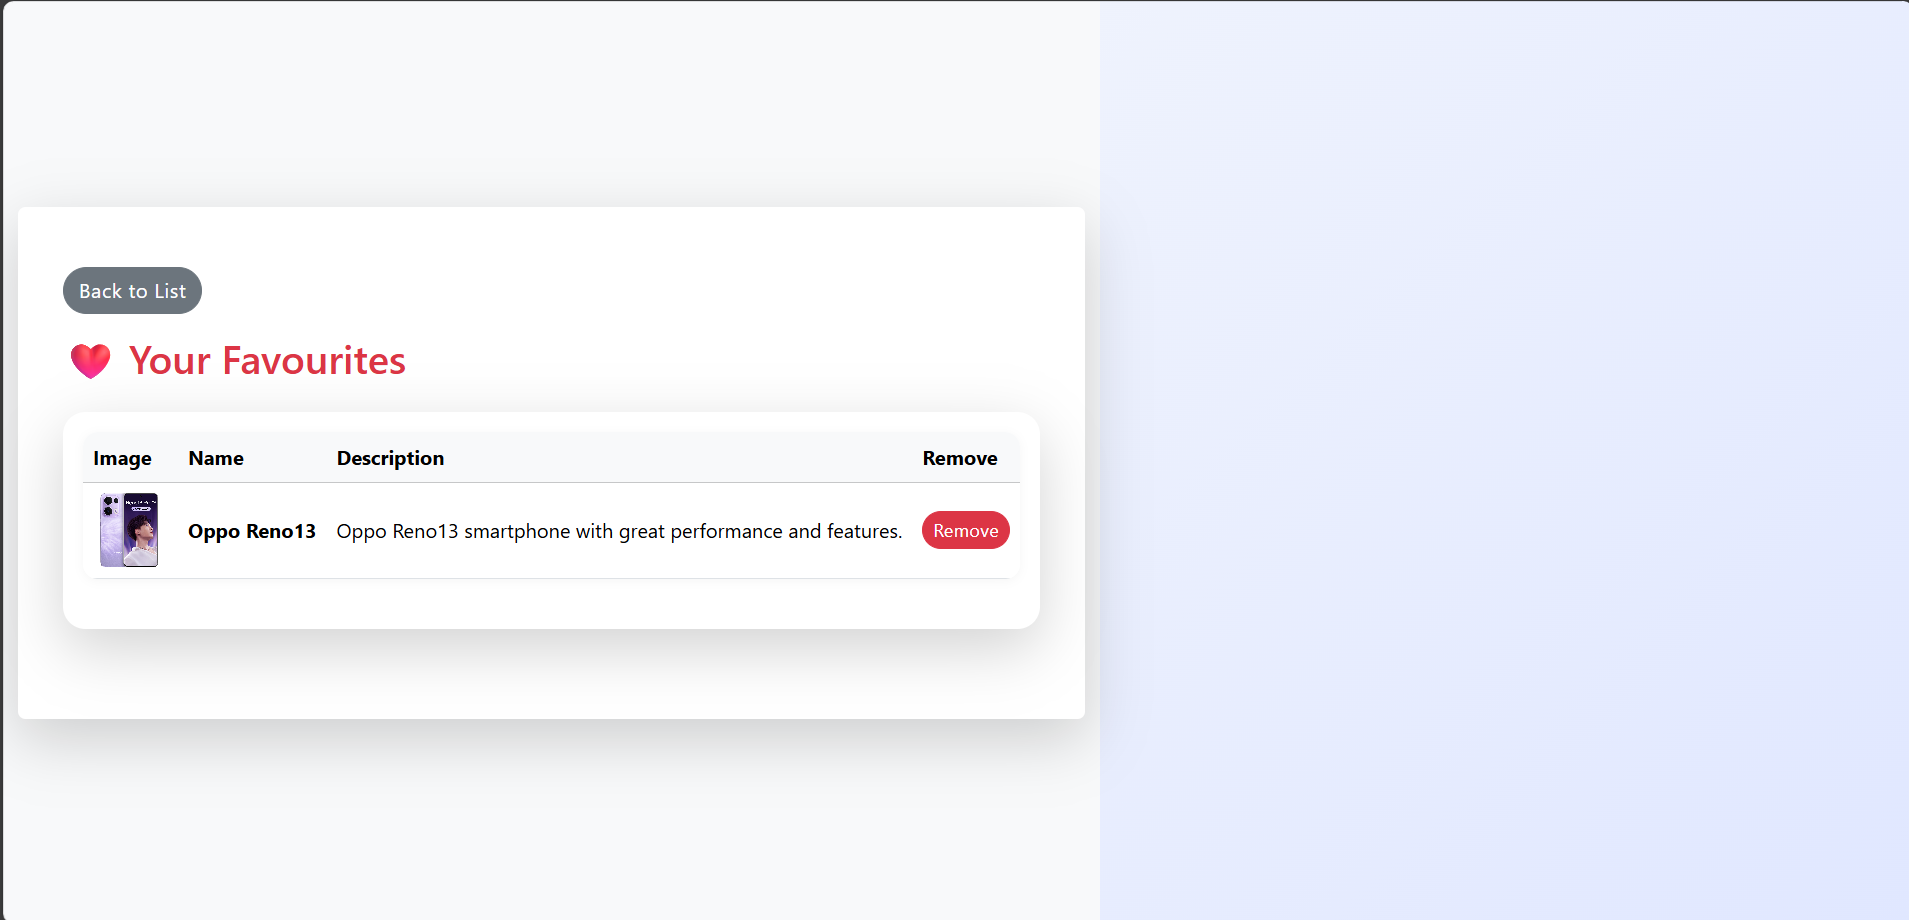 Back to List
Your Favourites
Image Name Description Remove
Oppo Reno13 Oppo Reno13 smartphone with great performance and features. Remove